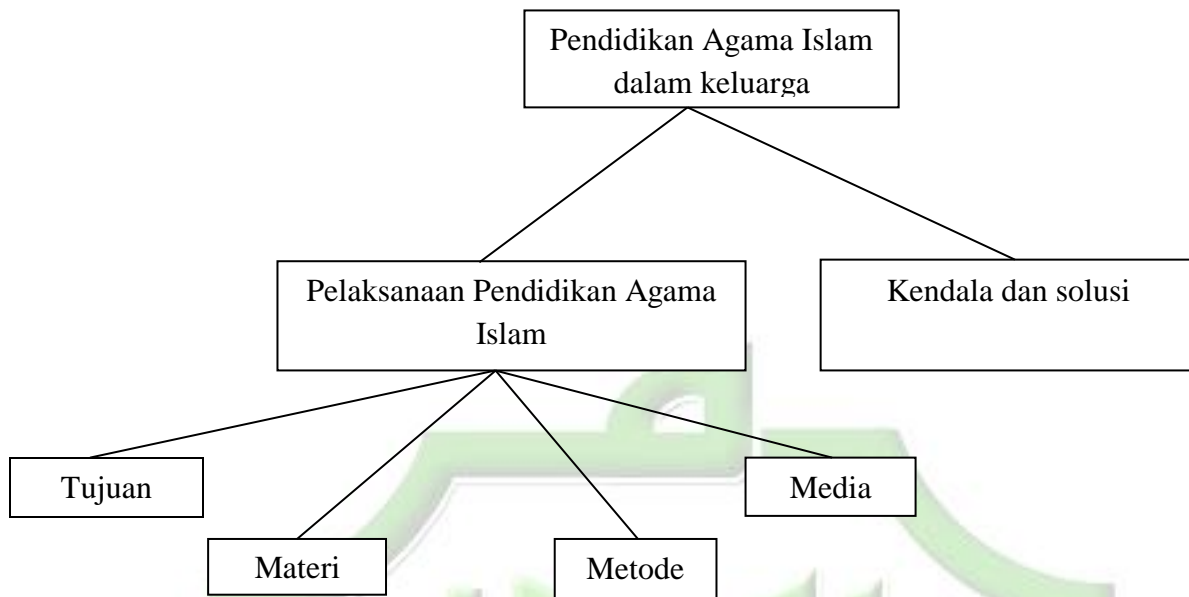 Pendidikan Agama Islam
dalam keluarga
Pelaksanaan Pendidikan Agama
Islam
Kendala dan solusi
Tujuan
Media
Materi
Metode